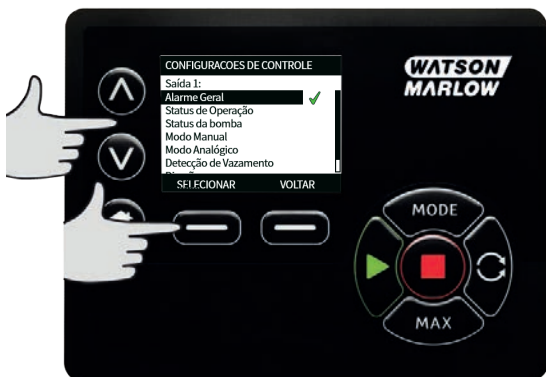 CONFIGURACOES DE CONTROLE
Saída 1:
Alarme Geral
Status de Operação
Status da bomba
Modo Manual
Modo Analógico
Detecção de Vazamento
SELECIONAR VOLTAR
WATSON
MARLOW
MODE
MAX